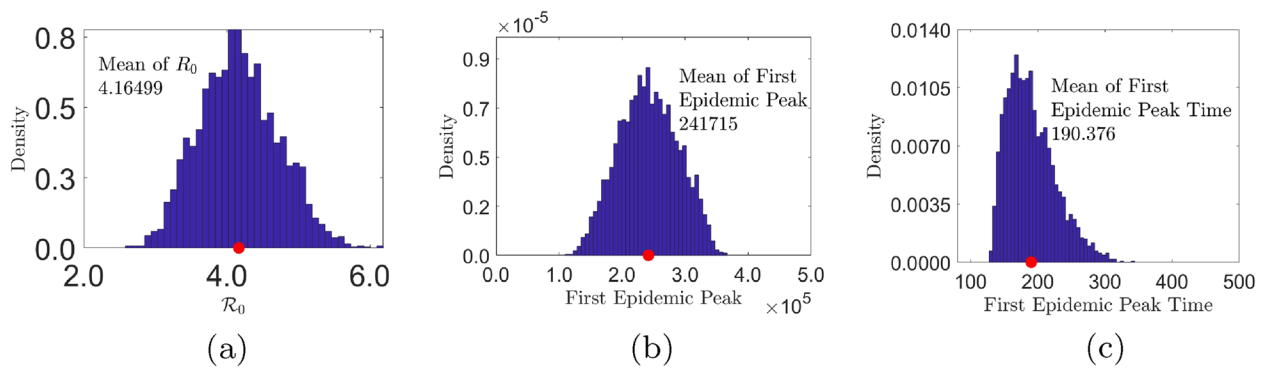 0.8
0.5
0.3
0.0
2.0 4.0 6.0
Density
Mean of R0
4.16499
R0
(a)
×10-5
0.9
0.7
0.5
0.2
0.0
0.0 1.0 2.0 3.0 4.0 5.0
Density
Mean of First
Epidemic Peak
241715
First Epidemic Peak
×10^5
(b)
0.0140
0.0105
0.0070
0.0035
0.0000
100 200 300 400 500
Density
Mean of First
Epidemic Peak Time
190.376
First Epidemic Peak Time
(c)